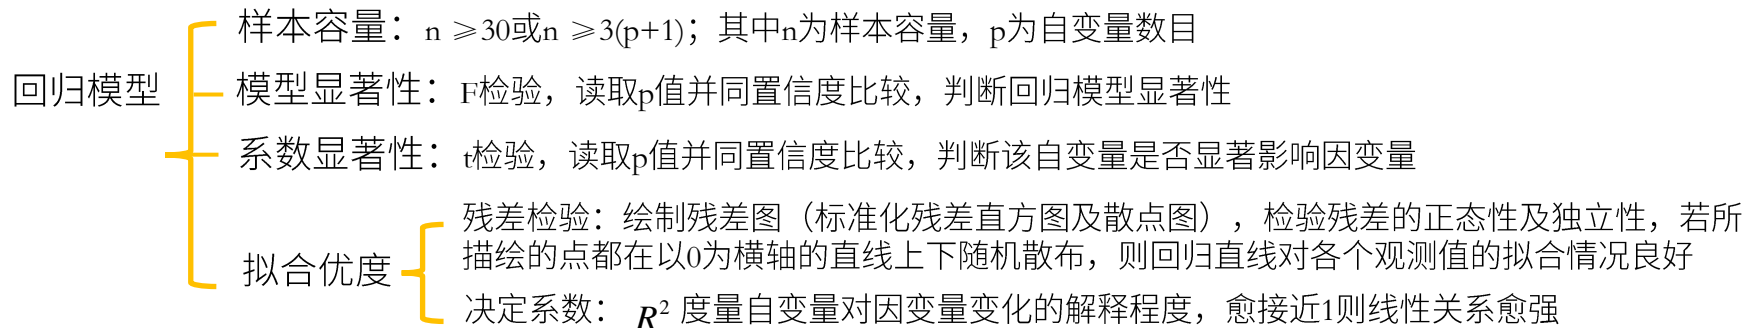 样本容量：n ≥30或n ≥3(p+1)；其中n为样本容量，p为自变量数目
回归模型
模型显著性：F检验，读取p值并同置信度比较，判断回归模型显著性
系数显著性：t检验，读取p值并同置信度比较，判断该自变量是否显著影响因变量
拟合优度
残差检验：绘制残差图（标准化残差直方图及散点图），检验残差的正态性及独立性，若所
描绘的点都在以0为横轴的直线上下随机散布，则回归直线对各个观测值的拟合情况良好
决定系数： R² 度量自变量对因变量变化的解释程度，愈接近1则线性关系愈强